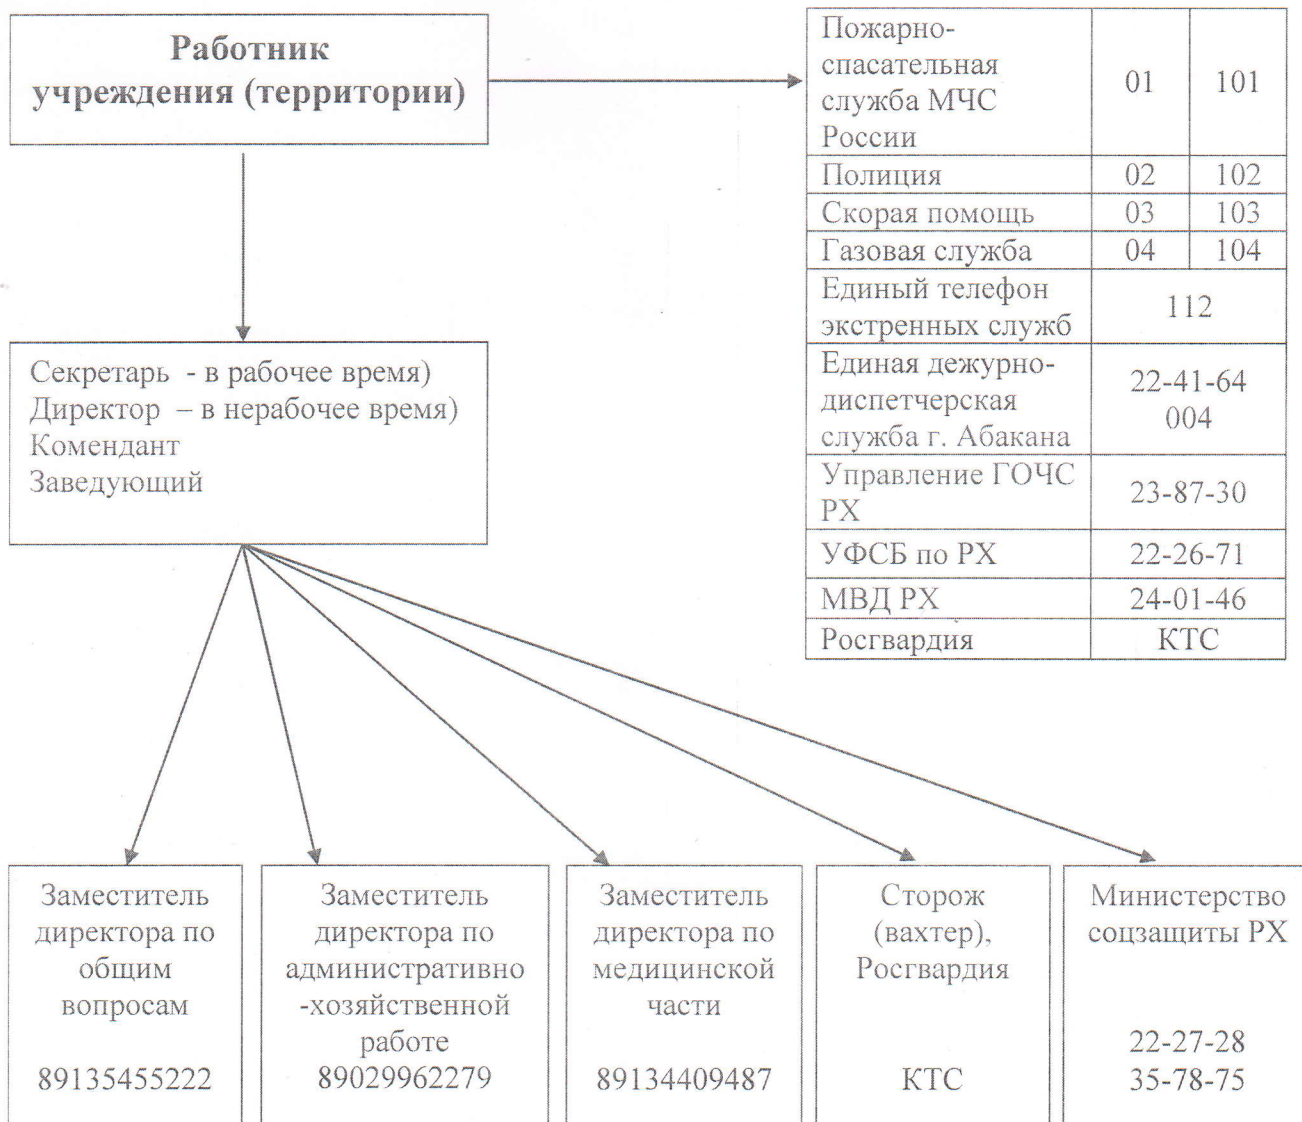 Работник
учреждения (территории)
Пожарно-
спасательная
служба МЧС
России
01 101
Полиция 02 102
Скорая помощь 03 103
Газовая служба 04 104
Единый телефон
экстренных служб
112
Единая дежурно-
диспетчерская
служба г. Абакана
22-41-64
004
Управление ГОЧС
РХ
23-87-30
УФСБ по РХ 22-26-71
МВД РХ 24-01-46
Росгвардия КТС
Секретарь - в рабочее время)
Директор – в нерабочее время)
Комендант
Заведующий
Заместитель
директора по
общим
вопросам
89135455222
Заместитель
директора по
административно
-хозяйственной
работе
89029962279
Заместитель
директора по
медицинской
части
89134409487
Сторож
(вахтер),
Росгвардия
КТС
Министерство
соцзащиты РХ
22-27-28
35-78-75